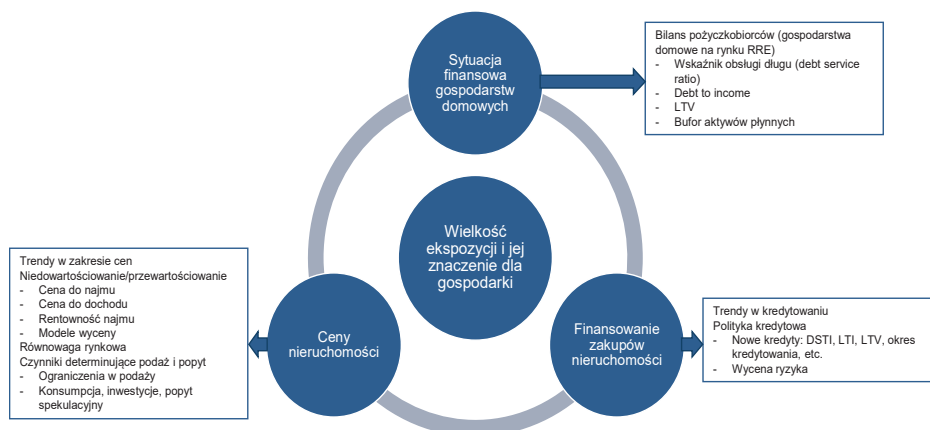 Sytuacja
finansowa
gospodarstw
domowych
Bilans pożyczkobiorców (gospodarstwa
domowe na rynku RRE)
- Wskaźnik obsługi długu (debt service
ratio)
- Debt to income
- LTV
- Bufor aktywów płynnych
Wielkość
ekspozycji i jej
znaczenie dla
gospodarki
Trendy w zakresie cen
Niedowartościowanie/przewartościowanie
- Cena do najmu
- Cena do dochodu
- Rentowność najmu
- Modele wyceny
Równowaga rynkowa
Czynniki determinujące podaż i popyt
- Ograniczenia w podaży
- Konsumpcja, inwestycje, popyt
spekulacyjny
Ceny
nieruchomości
Finansowanie
zakupów
nieruchomości
Trendy w kredytowaniu
Polityka kredytowa
- Nowe kredyty: DSTI, LTI, LTV, okres
kredytowania, etc.
- Wycena ryzyka